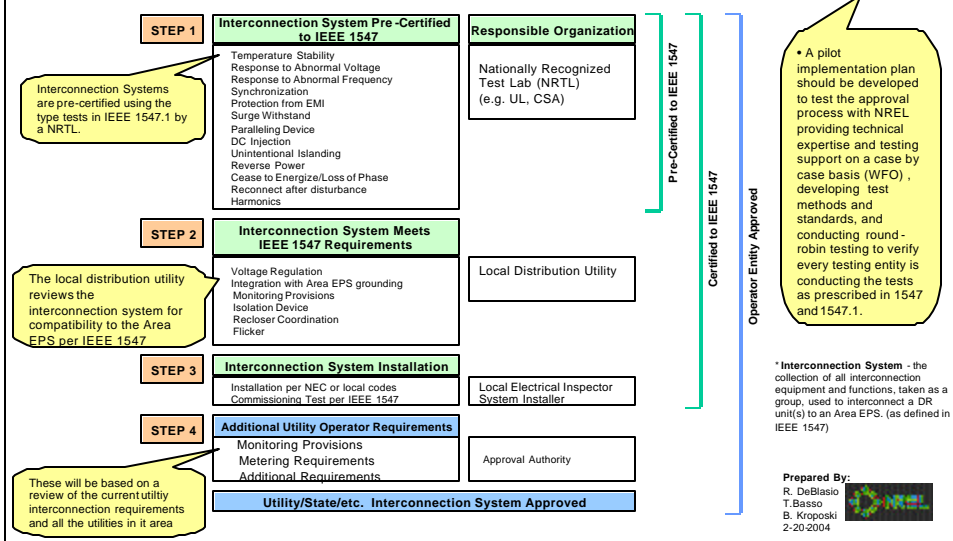 STEP 1
Interconnection System Pre-Certified
to IEEE 1547
Responsible Organization
Temperature Stability
Response to Abnormal Voltage
Response to Abnormal Frequency
Synchronization
Protection from EMI
Surge Withstand
Paralleling Device
DC Injection
Unintentional Islanding
Reverse Power
Cease to Energize/Loss of Phase
Reconnect after disturbance
Harmonics
Nationally Recognized
Test Lab (NRTL)
(e.g. UL, CSA)
Interconnection Systems
are pre-certified using the
type tests in IEEE 1547.1 by
a NRTL.
STEP 2
Interconnection System Meets
IEEE 1547 Requirements
Voltage Regulation
Integration with Area EPS grounding
Monitoring Provisions
Isolation Device
Recloser Coordination
Flicker
Local Distribution Utility
The local distribution utility
reviews the
interconnection system for
compatibility to the Area
EPS per IEEE 1547
STEP 3
Interconnection System Installation
Installation per NEC or local codes
Commissioning Test per IEEE 1547
Local Electrical Inspector
System Installer
STEP 4
Additional Utility Operator Requirements
Monitoring Provisions
Metering Requirements
Additional Requirements
Approval Authority
These will be based on a
review of the current utiltiy
interconnection requirements
and all the utilities in it area
Utility/State/etc. Interconnection System Approved
Pre-Certified to IEEE 1547
Certified to IEEE 1547
Operator Entity Approved
• A pilot
implementation plan
should be developed
to test the approval
process with NREL
providing technical
expertise and testing
support on a case by
case basis (WFO) ,
developing test
methods and
standards, and
conducting round-
robin testing to verify
every testing entity is
conducting the tests
as prescribed in 1547
and 1547.1.
* Interconnection System - the
collection of all interconnection
equipment and functions, taken as a
group, used to interconnect a DR
unit(s) to an Area EPS. (as defined in
IEEE 1547)
Prepared By:
R. DeBlasio
T.Basso
B. Kroposki
2-20-2004
NREL